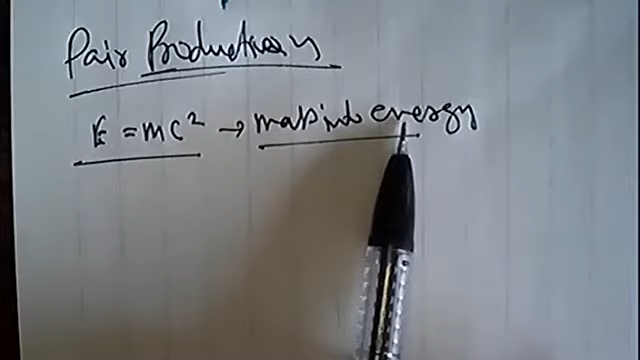 Pair Production
E = mc² → mass into energy